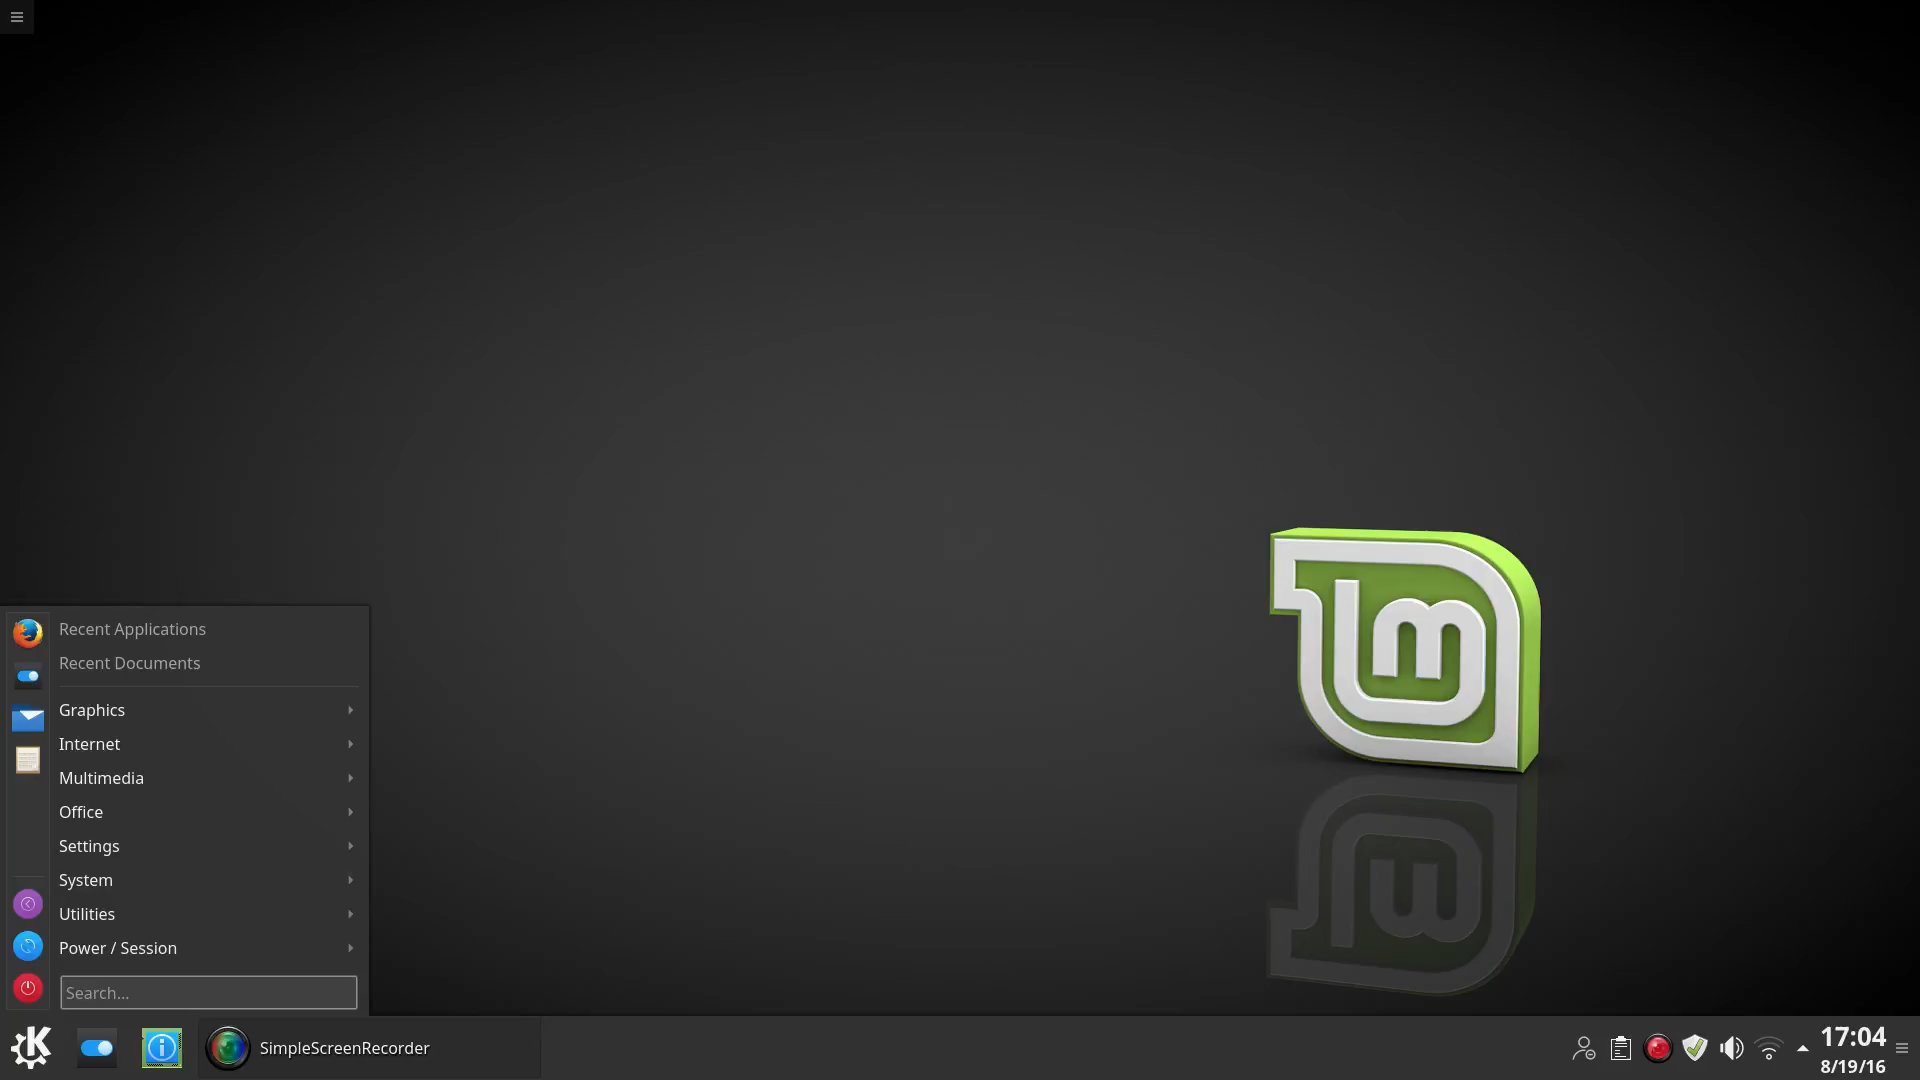 Recent Applications
Recent Documents
Graphics
Internet
Multimedia
Office
Settings
System
Utilities
Power / Session
Search...
SimpleScreenRecorder
17:04
8/19/16